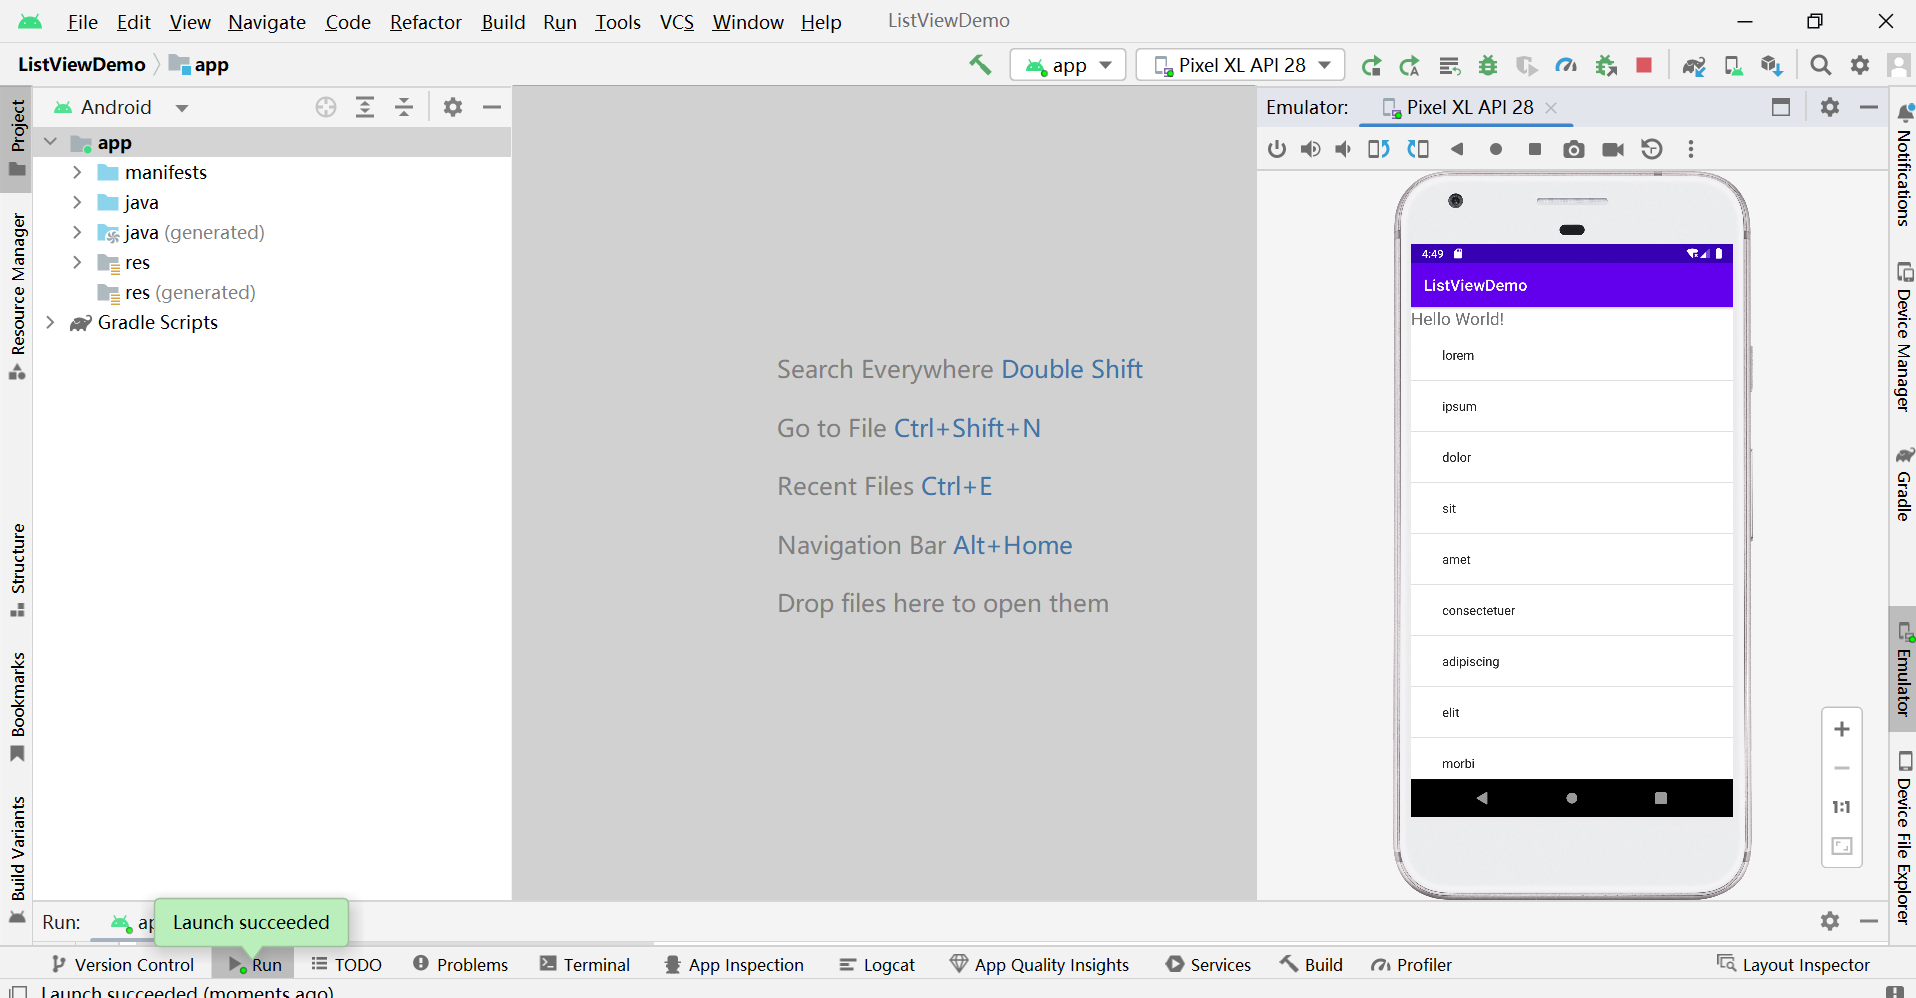 File Edit View Navigate Code Refactor Build Run Tools VCS Window Help ListViewDemo
ListViewDemo app
app Pixel XL API 28
Project
Resource Manager
Structure
Bookmarks
Build Variants
Android
app
manifests
java
java (generated)
res
res (generated)
Gradle Scripts
Search Everywhere Double Shift
Go to File Ctrl+Shift+N
Recent Files Ctrl+E
Navigation Bar Alt+Home
Drop files here to open them
Emulator: Pixel XL API 28
4:49
ListViewDemo
Hello World!
lorem
ipsum
dolor
sit
amet
consectetuer
adipiscing
elit
morbi
1:1
Notifications
Device Manager
Gradle
Emulator
Device File Explorer
Run:
Launch succeeded
Version Control Run TODO Problems Terminal App Inspection Logcat App Quality Insights Services Build Profiler Layout Inspector
Launch succeeded (moments ago)